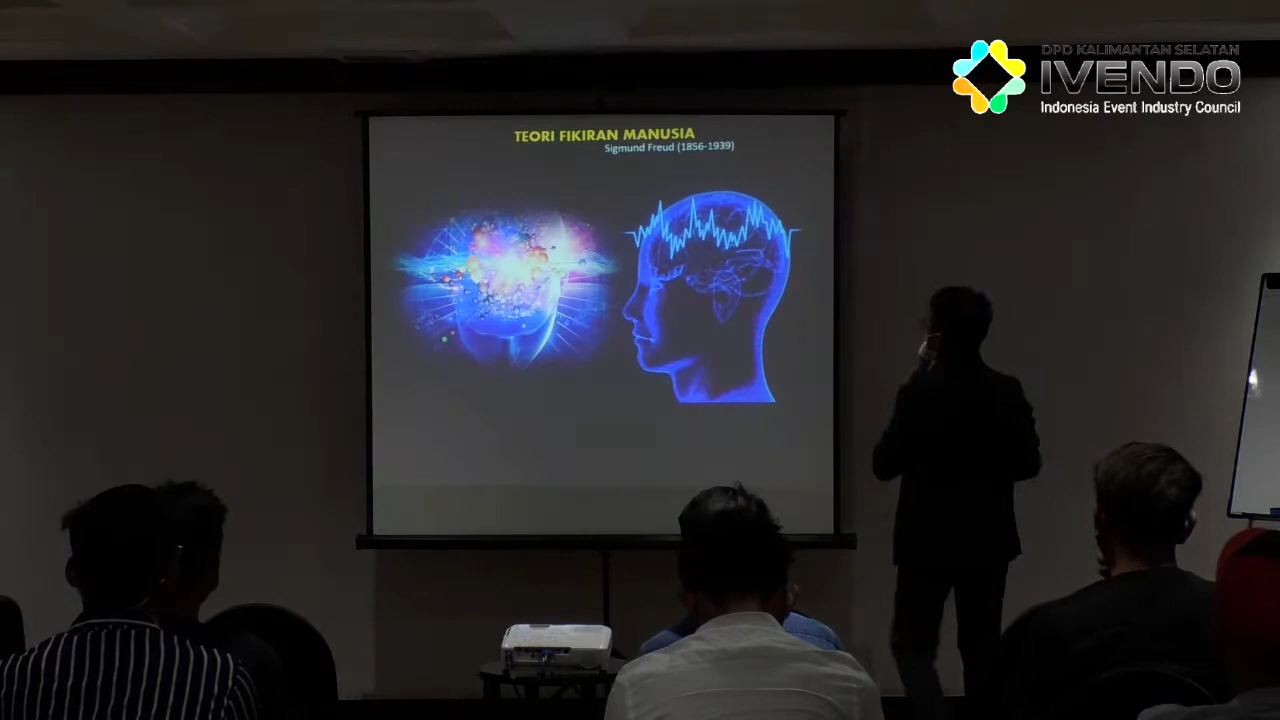 DPD KALIMANTAN SELATAN
IVENDO
Indonesia Event Industry Council
TEORI FIKIRAN MANUSIA
Sigmund Freud (1856-1939)